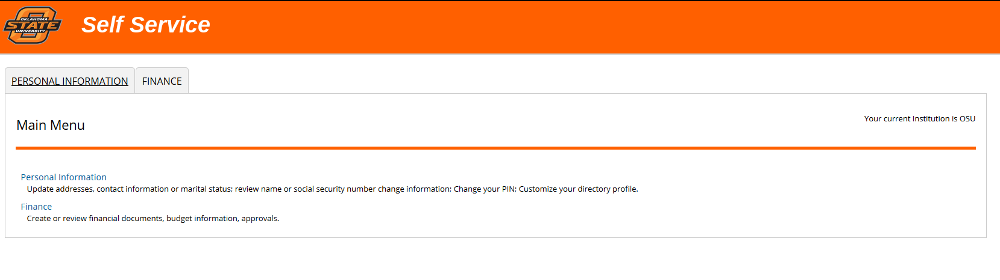 OKLAHOMA
STATE
UNIVERSITY
Self Service
PERSONAL INFORMATION
FINANCE
Main Menu
Your current Institution is OSU
Personal Information
Update addresses, contact information or marital status; review name or social security number change information; Change your PIN; Customize your directory profile.
Finance
Create or review financial documents, budget information, approvals.